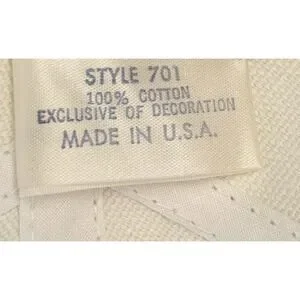 STYLE 701
100% COTTON
EXCLUSIVE OF DECORATION
MADE IN U.S.A.